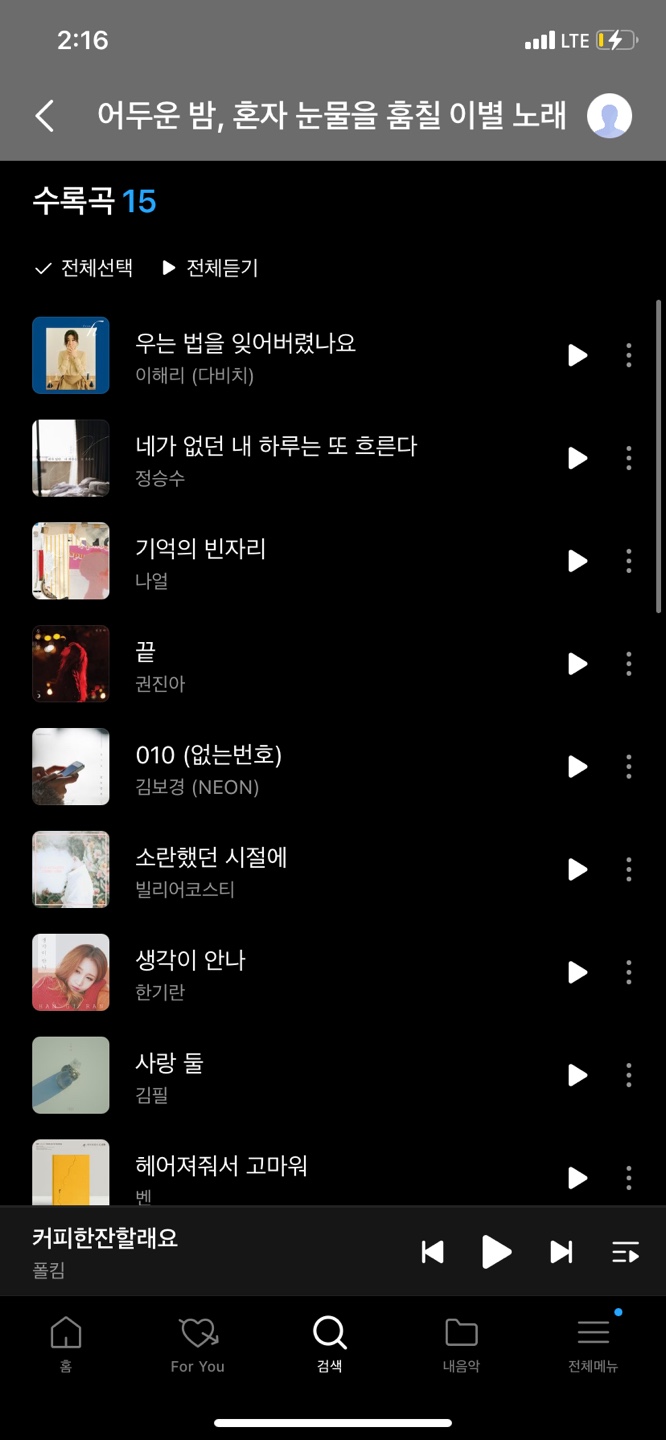 2:16
LTE
어두운 밤, 혼자 눈물을 훔칠 이별 노래
수록곡 15
전체선택 전체듣기
우는 법을 잊어버렸나요
이해리 (다비치)
네가 없던 내 하루는 또 흐른다
정승수
기억의 빈자리
나얼
끝
권진아
010 (없는번호)
김보경 (NEON)
소란했던 시절에
빌리어코스티
생각이 안나
한기란
사랑 둘
김필
헤어져줘서 고마워
벤
커피한잔할래요
폴킴
홈
For You
검색
내음악
전체메뉴